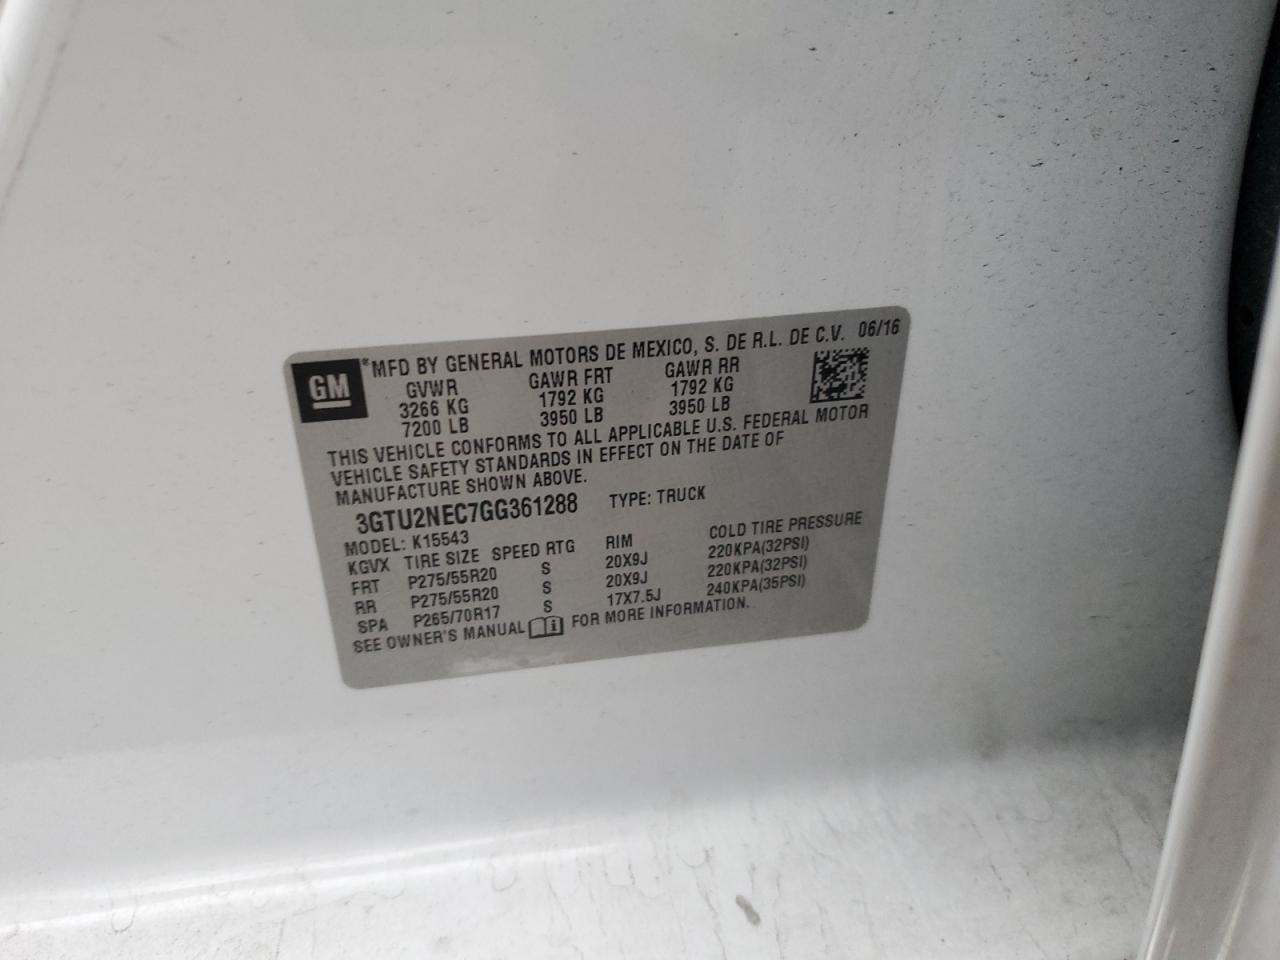 GM
*MFD BY GENERAL MOTORS DE MEXICO, S. DE R.L. DE C.V. 06/16
GVWR GAWR FRT GAWR RR
3266 KG 1792 KG 1792 KG
7200 LB 3950 LB 3950 LB
THIS VEHICLE CONFORMS TO ALL APPLICABLE U.S. FEDERAL MOTOR
VEHICLE SAFETY STANDARDS IN EFFECT ON THE DATE OF
MANUFACTURE SHOWN ABOVE.
3GTU2NEC7GG361288 TYPE: TRUCK
MODEL: K15543
KGVX TIRE SIZE SPEED RTG RIM COLD TIRE PRESSURE
FRT P275/55R20 S 20X9J 220KPA(32PSI)
RR P275/55R20 S 20X9J 220KPA(32PSI)
SPA P265/70R17 S 17X7.5J 240KPA(35PSI)
SEE OWNER'S MANUAL FOR MORE INFORMATION.